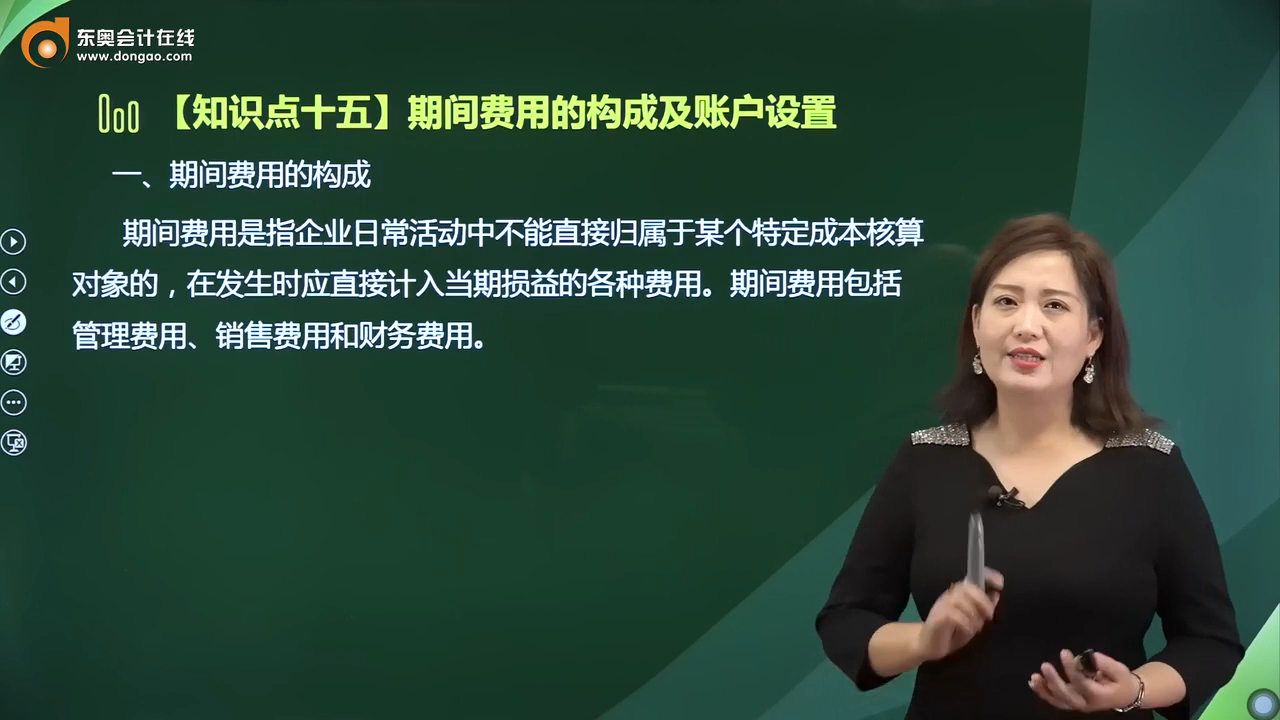 东奥会计在线
www.dongao.com
【知识点十五】期间费用的构成及账户设置
一、期间费用的构成
期间费用是指企业日常活动中不能直接归属于某个特定成本核算
对象的，在发生时应直接计入当期损益的各种费用。期间费用包括
管理费用、销售费用和财务费用。